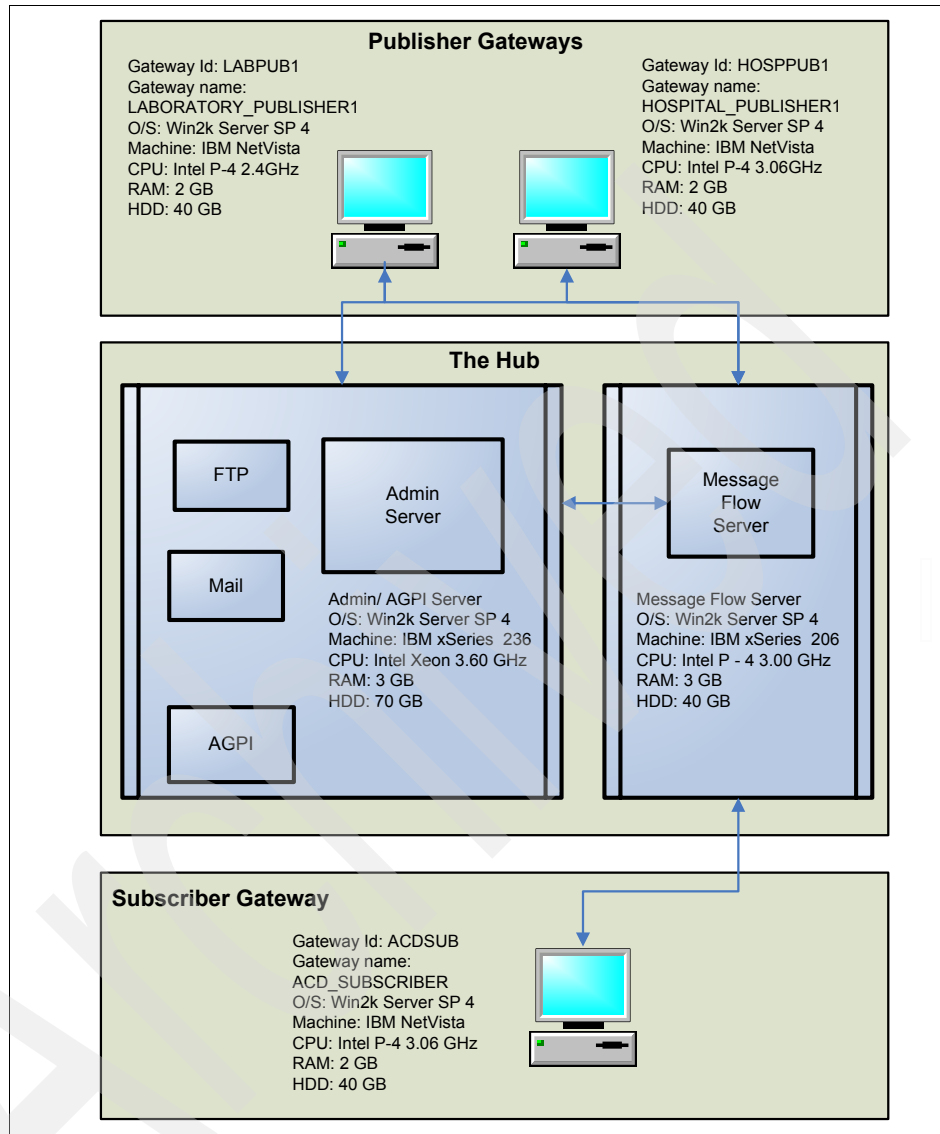 Publisher Gateways
Gateway Id: LABPUB1
Gateway name:
LABORATORY_PUBLISHER1
O/S: Win2k Server SP 4
Machine: IBM NetVista
CPU: Intel P-4 2.4GHz
RAM: 2 GB
HDD: 40 GB
Gateway Id: HOSPPUB1
Gateway name:
HOSPITAL_PUBLISHER1
O/S: Win2k Server SP 4
Machine: IBM NetVista
CPU: Intel P-4 3.06GHz
RAM: 2 GB
HDD: 40 GB
The Hub
FTP
Mail
AGPI
Admin
Server
Admin/ AGPI Server
O/S: Win2k Server SP 4
Machine: IBM xSeries 236
CPU: Intel Xeon 3.60 GHz
RAM: 3 GB
HDD: 70 GB
Message
Flow
Server
Message Flow Server
O/S: Win2k Server SP 4
Machine: IBM xSeries 206
CPU: Intel P - 4 3.00 GHz
RAM: 3 GB
HDD: 40 GB
Subscriber Gateway
Gateway Id: ACDSUB
Gateway name:
ACD_SUBSCRIBER
O/S: Win2k Server SP 4
Machine: IBM NetVista
CPU: Intel P-4 3.06 GHz
RAM: 2 GB
HDD: 40 GB
Archived